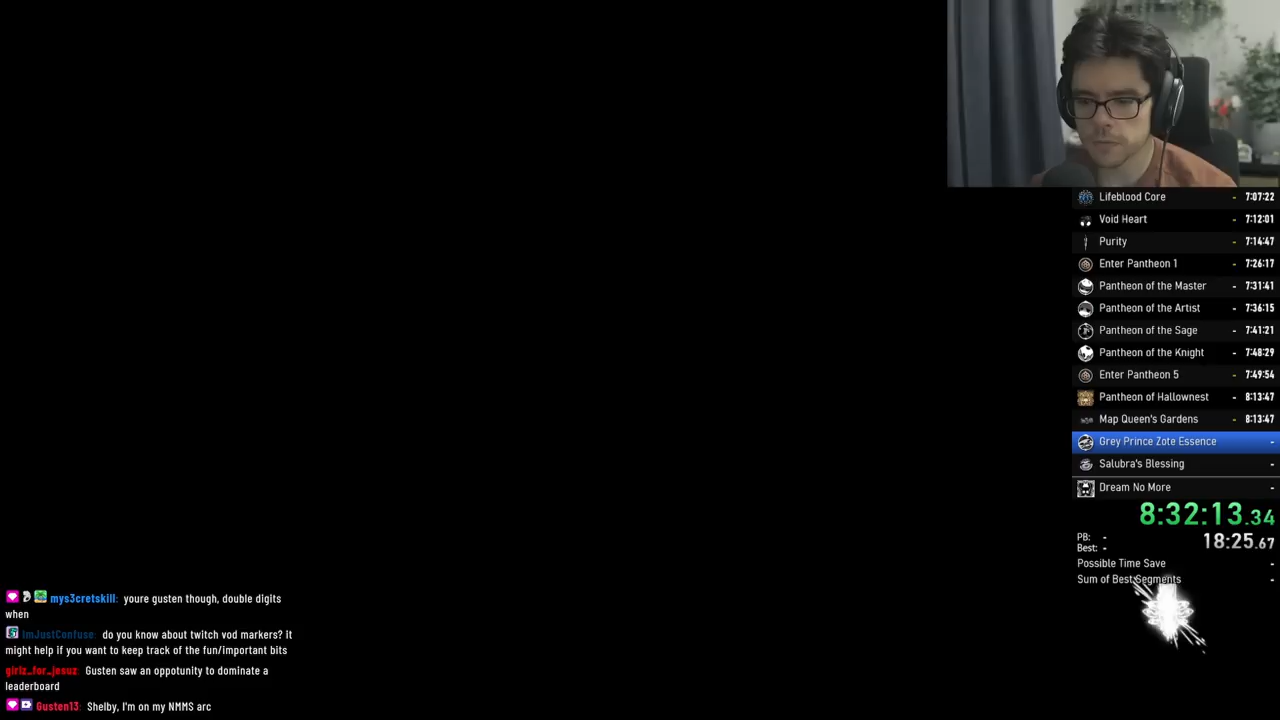 Lifeblood Core - 7:07:22
Void Heart - 7:12:01
Purity - 7:14:47
Enter Pantheon 1 - 7:26:17
Pantheon of the Master - 7:31:41
Pantheon of the Artist - 7:36:15
Pantheon of the Sage - 7:41:21
Pantheon of the Knight - 7:48:29
Enter Pantheon 5 - 7:49:54
Pantheon of Hallownest - 8:13:47
Map Queen's Gardens - 8:13:47
Grey Prince Zote Essence -
Salubra's Blessing -
Dream No More -
8:32:13.34
PB: -
18:25.67
Best: -
Possible Time Save -
Sum of Best Segments -
mys3cretskill: youre gusten though, double digits
when
ImJustConfuse: do you know about twitch vod markers? it
might help if you want to keep track of the fun/important bits
girlz_for_jesuz: Gusten saw an oppotunity to dominate a
leaderboard
Gusten13: Shelby, I'm on my NMMS arc